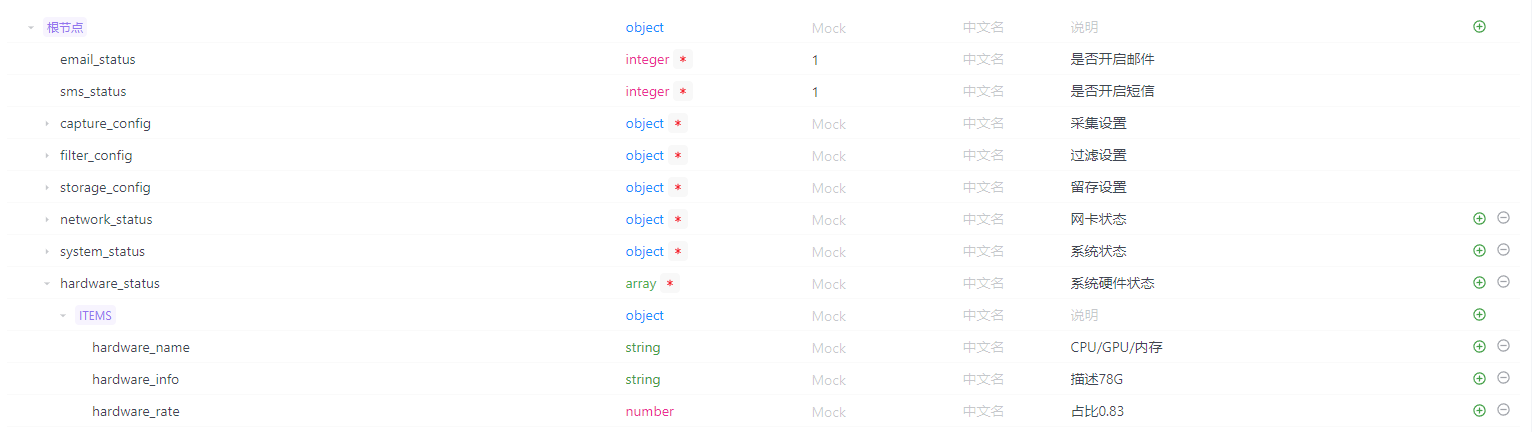 根节点 object Mock 中文名 说明
email_status integer * 1 中文名 是否开启邮件
sms_status integer * 1 中文名 是否开启短信
capture_config object * Mock 中文名 采集设置
filter_config object * Mock 中文名 过滤设置
storage_config object * Mock 中文名 留存设置
network_status object * Mock 中文名 网卡状态
system_status object * Mock 中文名 系统状态
hardware_status array * Mock 中文名 系统硬件状态
ITEMS object Mock 中文名 说明
hardware_name string Mock 中文名 CPU/GPU/内存
hardware_info string Mock 中文名 描述78G
hardware_rate number Mock 中文名 占比0.83